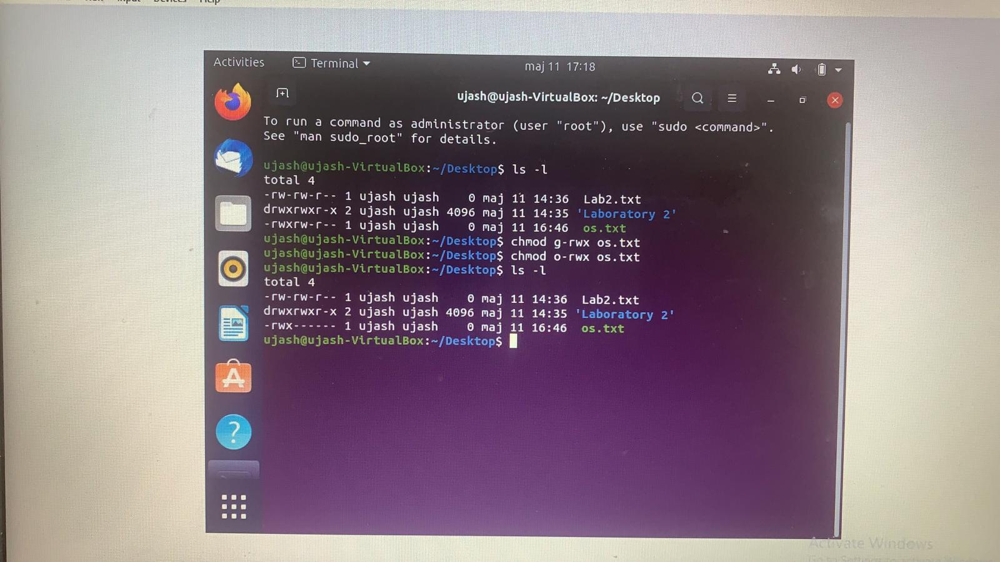 Input Devices Help
Activities Terminal maj 11 17:18
ujash@ujash-VirtualBox: ~/Desktop
To run a command as administrator (user "root"), use "sudo <command>".
See "man sudo_root" for details.
ujash@ujash-VirtualBox:~/Desktop$ ls -l
total 4
-rw-rw-r-- 1 ujash ujash    0 maj 11 14:36  Lab2.txt
drwxrwxr-x 2 ujash ujash 4096 maj 11 14:35 'Laboratory 2'
-rwxrw-r-- 1 ujash ujash    0 maj 11 16:46  os.txt
ujash@ujash-VirtualBox:~/Desktop$ chmod g-rwx os.txt
ujash@ujash-VirtualBox:~/Desktop$ chmod o-rwx os.txt
ujash@ujash-VirtualBox:~/Desktop$ ls -l
total 4
-rw-rw-r-- 1 ujash ujash    0 maj 11 14:36  Lab2.txt
drwxrwxr-x 2 ujash ujash 4096 maj 11 14:35 'Laboratory 2'
-rwx------ 1 ujash ujash    0 maj 11 16:46  os.txt
ujash@ujash-VirtualBox:~/Desktop$
Activate Windows